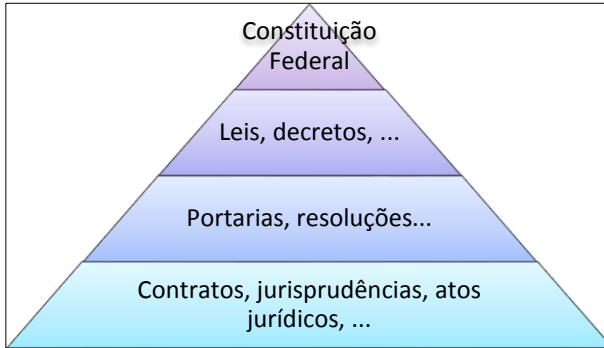 Constituição
Federal
Leis, decretos, ...
Portarias, resoluções...
Contratos, jurisprudências, atos
jurídicos, ...